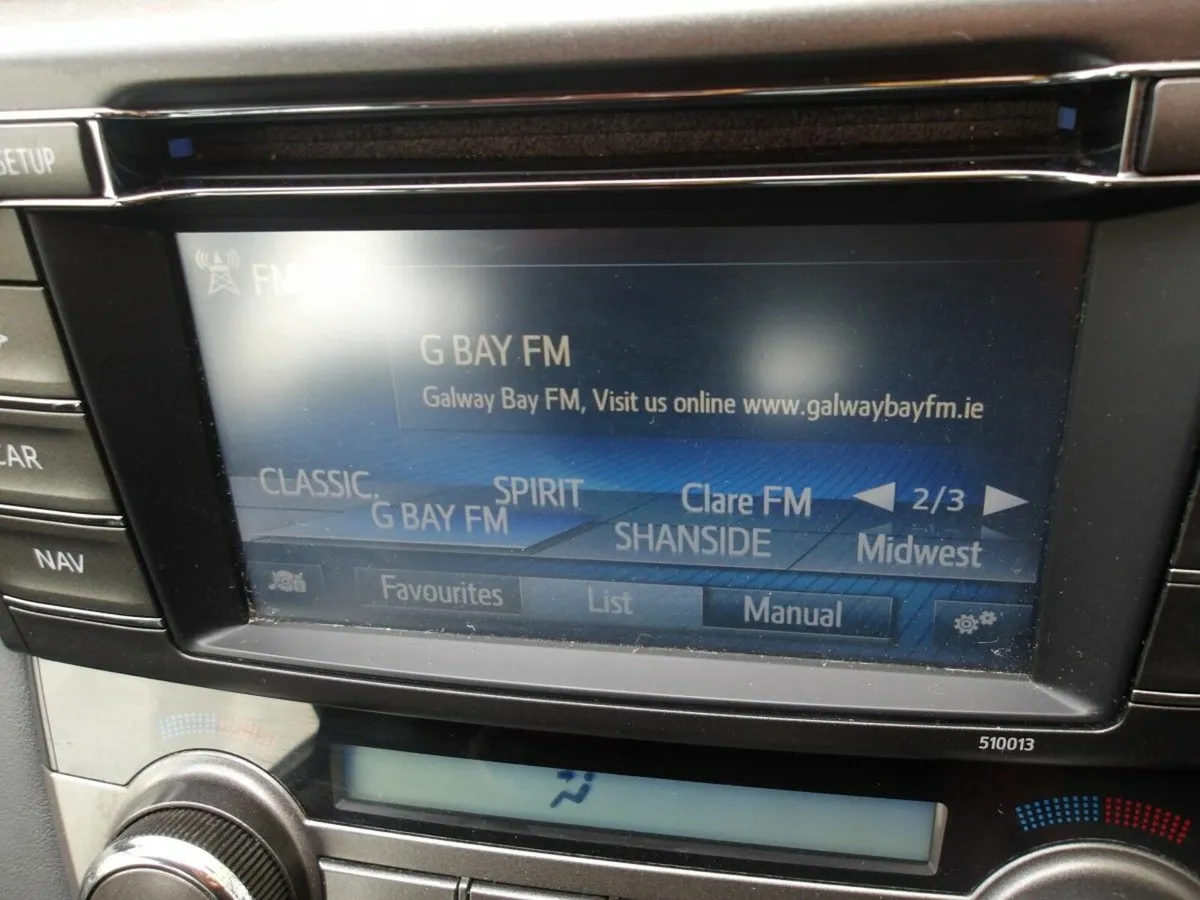 SETUP
FM
G BAY FM
Galway Bay FM, Visit us online www.galwaybayfm.ie
CLASSIC. SPIRIT Clare FM 2/3
G BAY FM SHANSIDE Midwest
CAR
NAV
Favourites List Manual
510013